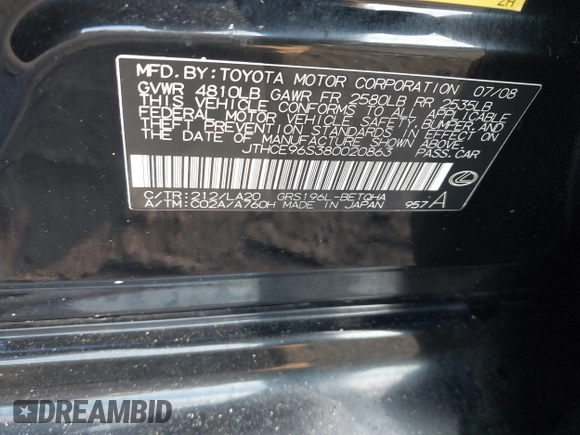 2A
MFD. BY: TOYOTA MOTOR CORPORATION 07/08
GVWR 4810LB GAWR FR 2580LB RR 2535LB
THIS VEHICLE CONFORMS TO ALL APPLICABLE
FEDERAL MOTOR VEHICLE SAFETY, BUMPER, AND
THEFT PREVENTION STANDARDS IN EFFECT ON
THE DATE OF MANUFACTURE SHOWN ABOVE.
JTHCE96S380020863 PASS. CAR
C/TR: 212/LA20 GRS196L-BETQHA
A/TM: C02A/A760H MADE IN JAPAN 957 A
DREAMBID